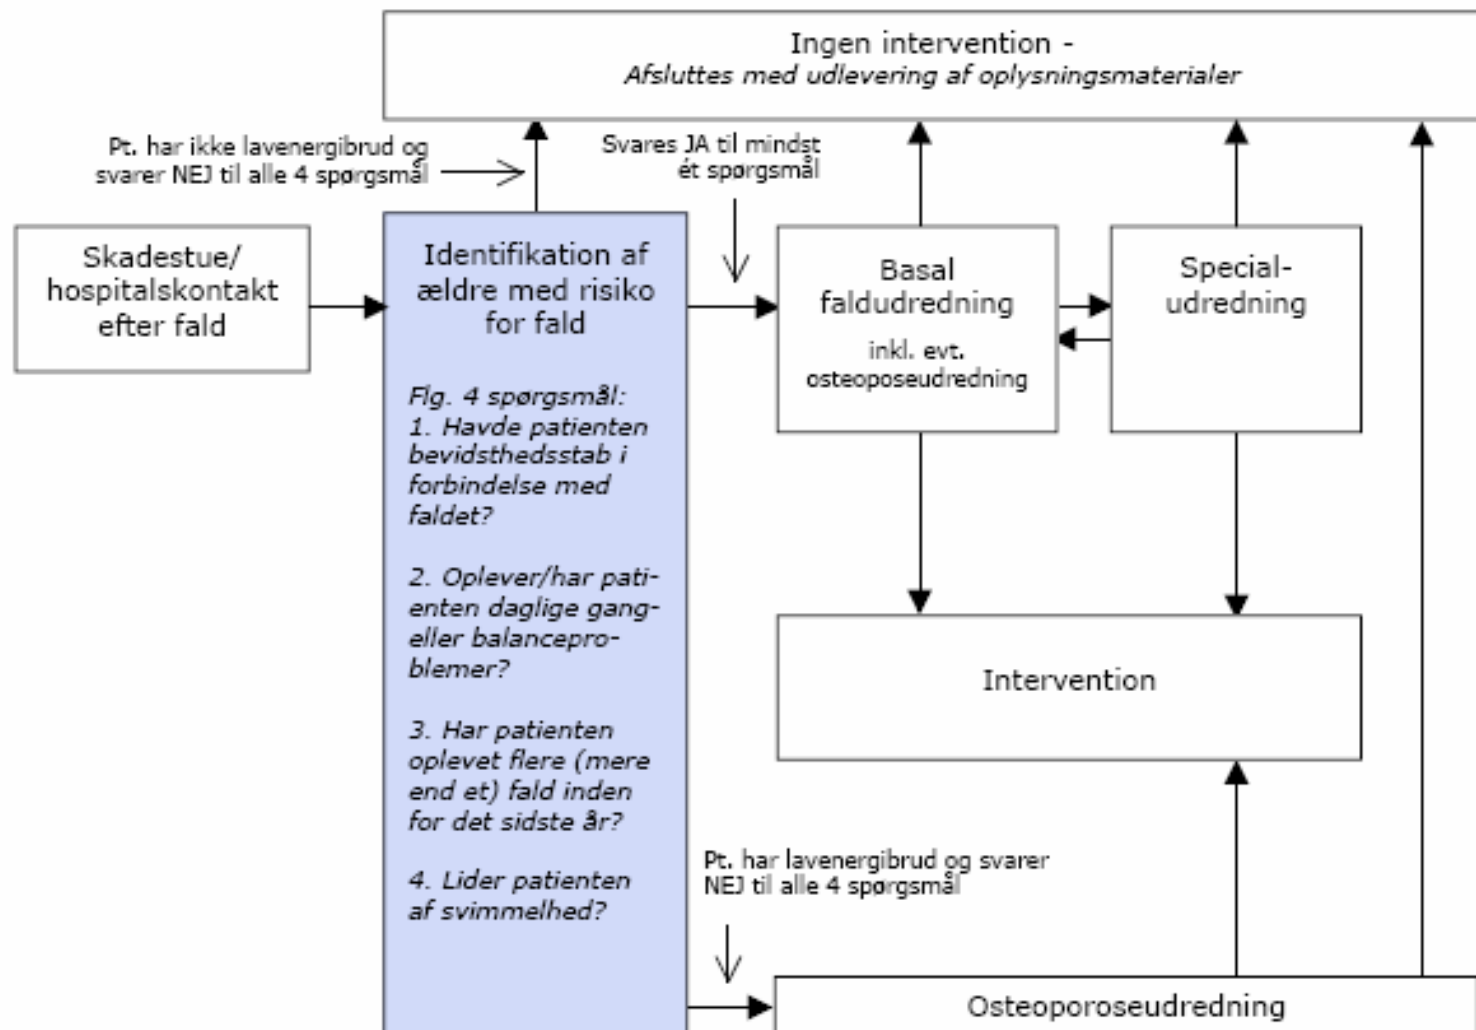 Ingen intervention -
Afsluttes med udlevering af oplysningsmaterialer
Pt. har ikke lavenergibrud og
svarer NEJ til alle 4 spørgsmål
Svares JA til mindst
ét spørgsmål
Skadestue/
hospitalskontakt
efter fald
Identifikation af
ældre med risiko
for fald
Flg. 4 spørgsmål:
1. Havde patienten
bevidsthedsstab i
forbindelse med
faldet?
2. Oplever/har pati-
enten daglige gang-
eller balancepro-
blemer?
3. Har patienten
oplevet flere (mere
end et) fald inden
for det sidste år?
4. Lider patienten
af svimmelhed?
Basal
faldudredning
inkl. evt.
osteoposeudredning
Special-
udredning
Intervention
Pt. har lavenergibrud og svarer
NEJ til alle 4 spørgsmål
Osteoporoseudredning